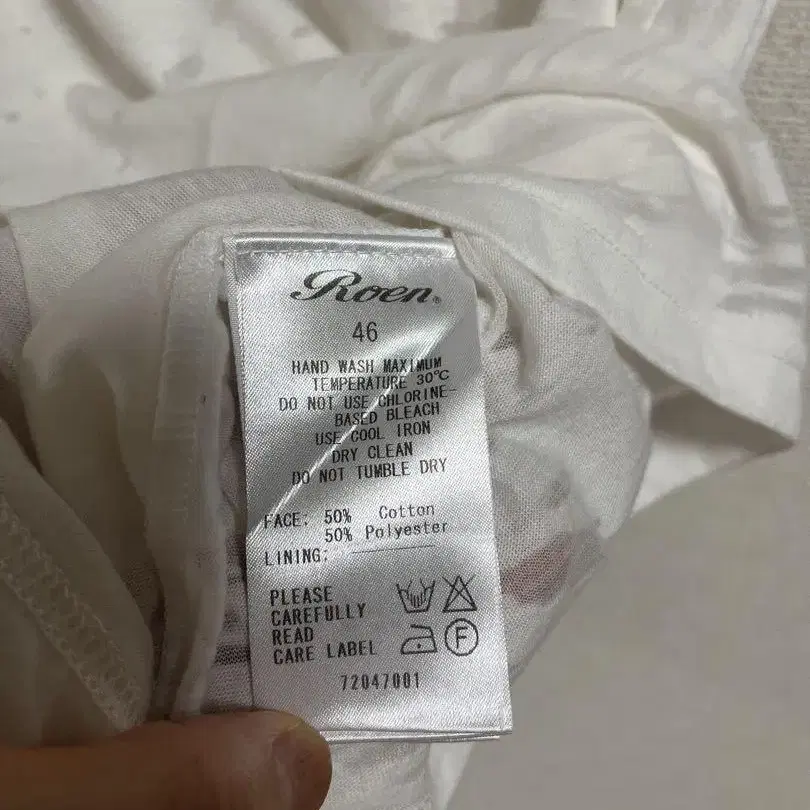 Roen®
46
HAND WASH MAXIMUM
TEMPERATURE 30℃
DO NOT USE CHLORINE-
BASED BLEACH
USE COOL IRON
DRY CLEAN
DO NOT TUMBLE DRY
FACE: 50% Cotton
50% Polyester
LINING:
PLEASE
CAREFULLY
READ
CARE LABEL
F
72047001